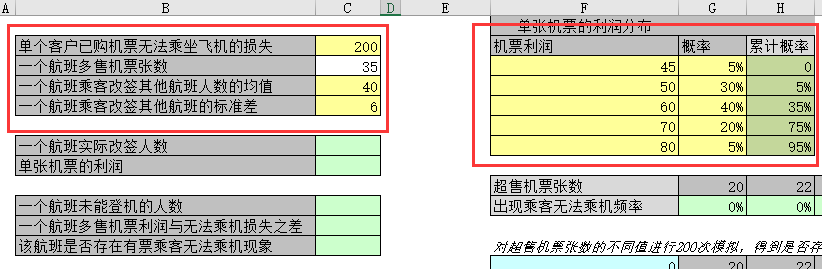 A B C D E F G H
单张机票的利润分布
单个客户已购机票无法乘坐飞机的损失 200 机票利润 概率 累计概率
一个航班多售机票张数 35 45 5% 0
一个航班乘客改签其他航班人数的均值 40 50 30% 5%
一个航班乘客改签其他航班的标准差 6 60 40% 35%
70 20% 75%
一个航班实际改签人数 80 5% 95%
单张机票的利润
超售机票张数 20 22
一个航班未能登机的人数 出现乘客无法乘机频率 0% 0%
一个航班多售机票利润与无法乘机损失之差
该航班是否存在有票乘客无法乘机现象 对超售机票张数的不同值进行200次模拟，得到是否存
0 20 22